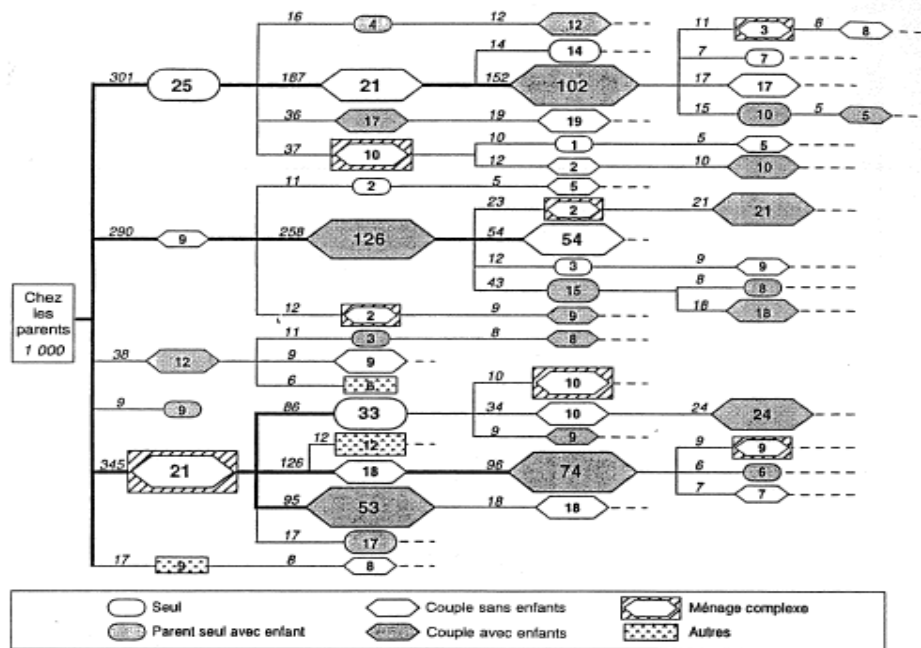 16 4 12 12 11 3 8 8
14 14 7 7
301 25 187 21 152 102 17 17
36 17 19 19 15 10 5 5
37 10 10 1 5 5
12 2 10 10
11 2 5 5
23 2 21 21
290 9 258 126 54 54
12 3 9 9
43 15 8 8
18 18
12 2 9 9
Chez
les
parents
1 000
11 3 8 8
38 12 9 9
6 6
10 10
9 9 86 33 34 10 24 24
9 9
12 12
345 21 126 18 96 74 9 9
6 6
7 7
95 53 18 18
17 17
17 9 8 8
Seul Couple sans enfants Ménage complexe
Parent seul avec enfant Couple avec enfants Autres